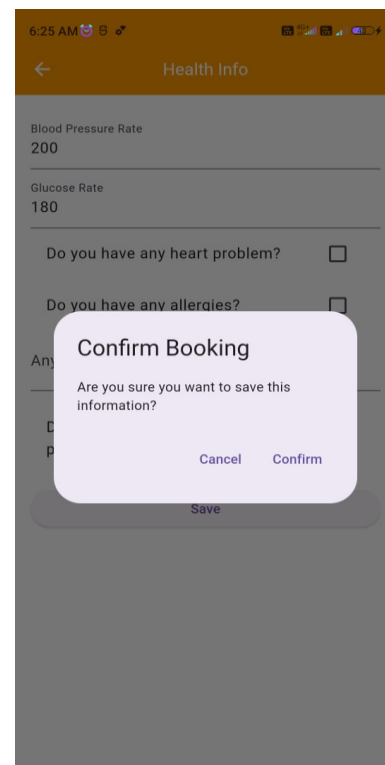 6:25 AM
Health Info
Blood Pressure Rate
200
Glucose Rate
180
Do you have any heart problem?
Do you have any allergies?
Any
Confirm Booking
Are you sure you want to save this
information?
Cancel Confirm
Save